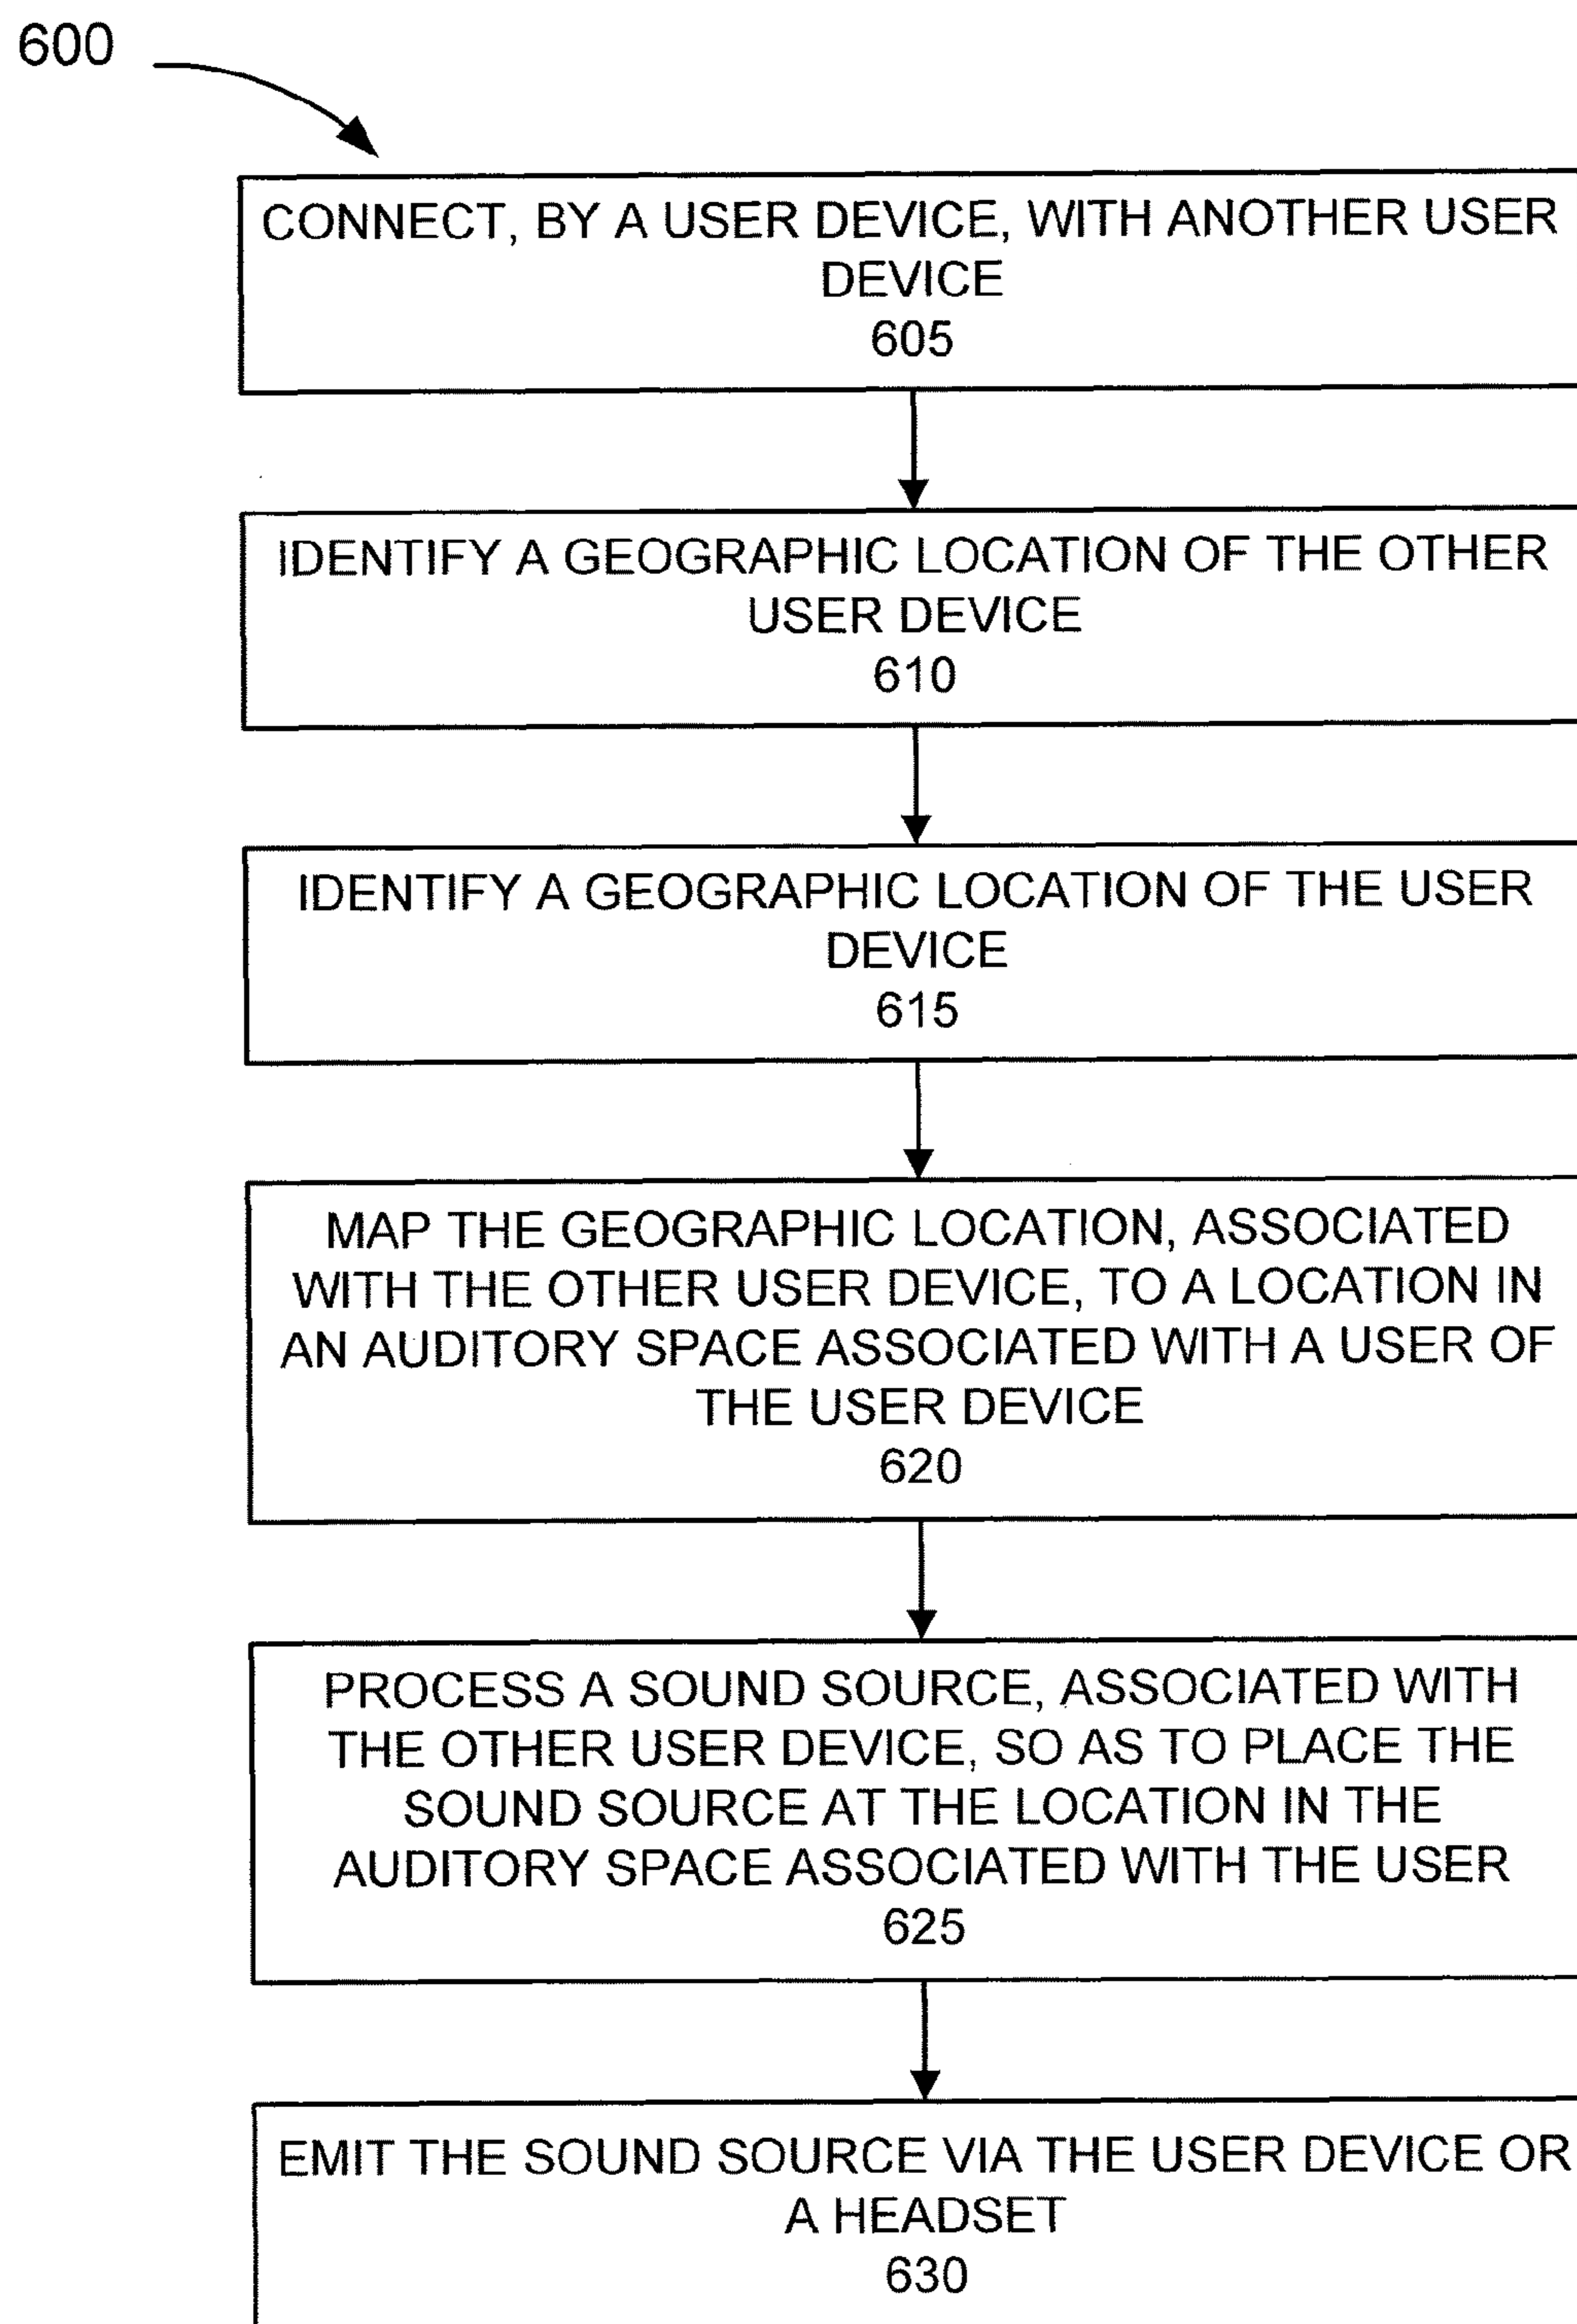 600
CONNECT, BY A USER DEVICE, WITH ANOTHER USER
DEVICE
605
IDENTIFY A GEOGRAPHIC LOCATION OF THE OTHER
USER DEVICE
610
IDENTIFY A GEOGRAPHIC LOCATION OF THE USER
DEVICE
615
MAP THE GEOGRAPHIC LOCATION, ASSOCIATED
WITH THE OTHER USER DEVICE, TO A LOCATION IN
AN AUDITORY SPACE ASSOCIATED WITH A USER OF
THE USER DEVICE
620
PROCESS A SOUND SOURCE, ASSOCIATED WITH
THE OTHER USER DEVICE, SO AS TO PLACE THE
SOUND SOURCE AT THE LOCATION IN THE
AUDITORY SPACE ASSOCIATED WITH THE USER
625
EMIT THE SOUND SOURCE VIA THE USER DEVICE OR
A HEADSET
630